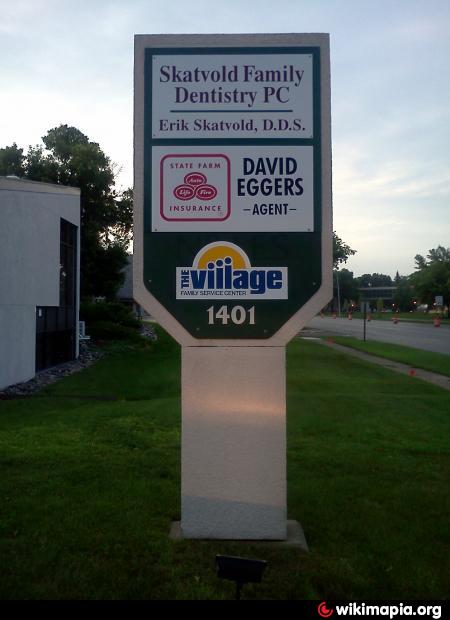 Skatvold Family
Dentistry PC
Erik Skatvold, D.D.S.
STATE FARM
Auto
Life Fire
INSURANCE
DAVID
EGGERS
-AGENT-
THE village
FAMILY SERVICE CENTER
1401
wikimapia.org